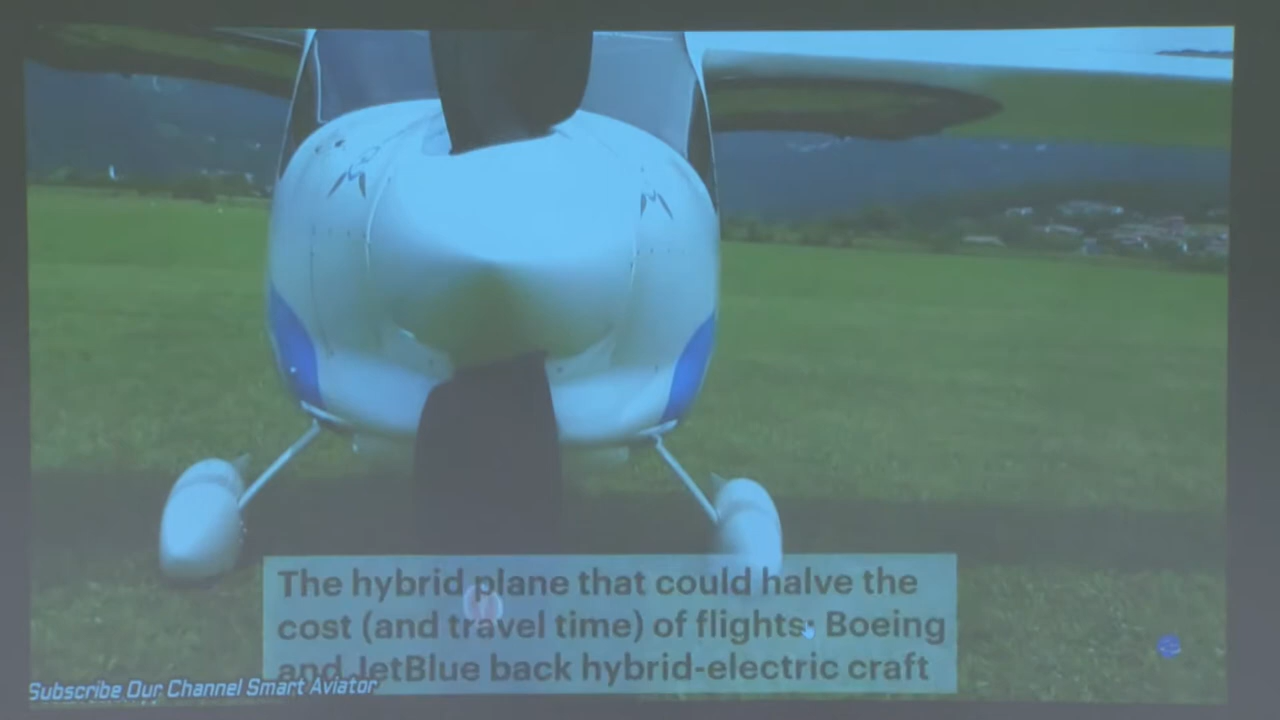 The hybrid plane that could halve the
cost (and travel time) of flights: Boeing
and JetBlue back hybrid-electric craft
Subscribe Our Channel Smart Aviator